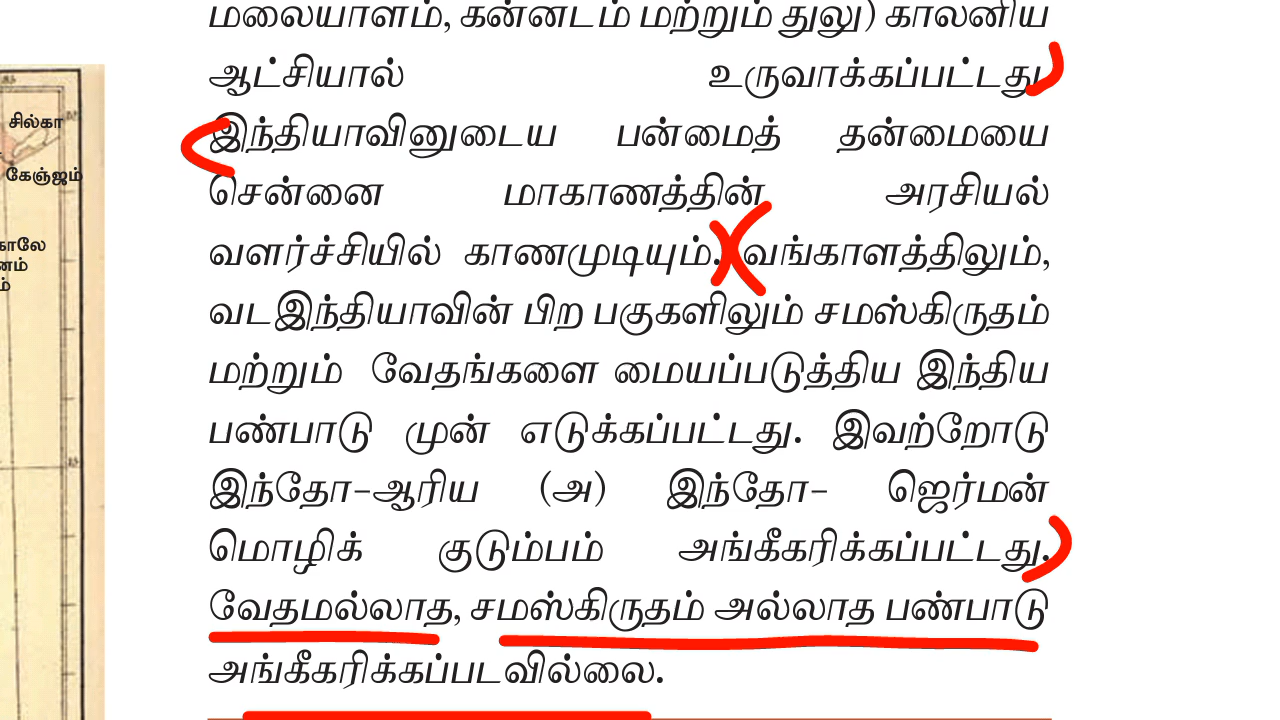 மலையாளம், கன்னடம் மற்றும் துலு) காலனிய
ஆட்சியால் உருவாக்கப்பட்டது.
இந்தியாவினுடைய பன்மைத் தன்மையை
சென்னை மாகாணத்தின் அரசியல்
வளர்ச்சியில் காணமுடியும். வங்காளத்திலும்,
வடஇந்தியாவின் பிற பகுகளிலும் சமஸ்கிருதம்
மற்றும் வேதங்களை மையப்படுத்திய இந்திய
பண்பாடு முன் எடுக்கப்பட்டது. இவற்றோடு
இந்தோ-ஆரிய (அ) இந்தோ- ஜெர்மன்
மொழிக் குடும்பம் அங்கீகரிக்கப்பட்டது.
வேதமல்லாத, சமஸ்கிருதம் அல்லாத பண்பாடு
அங்கீகரிக்கப்படவில்லை.
சில்கா
கேஞ்ஜம்